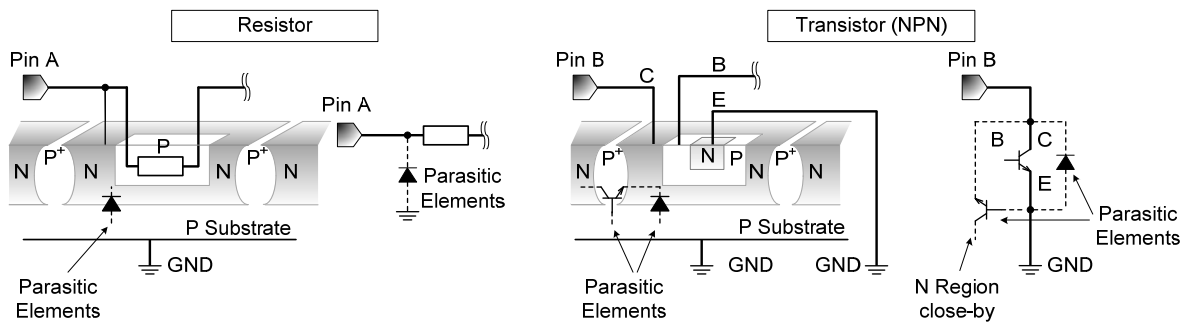 Resistor
Transistor (NPN)
Pin A
Pin A
N
P⁺
N
P
N
P⁺
N
Parasitic
Elements
P Substrate
GND
Parasitic
Elements
Pin B
C
B
E
N
P⁺
N
N
P
N
P⁺
N
P Substrate
GND
GND
Parasitic
Elements
Pin B
B
C
E
Parasitic
Elements
GND
N Region
close-by